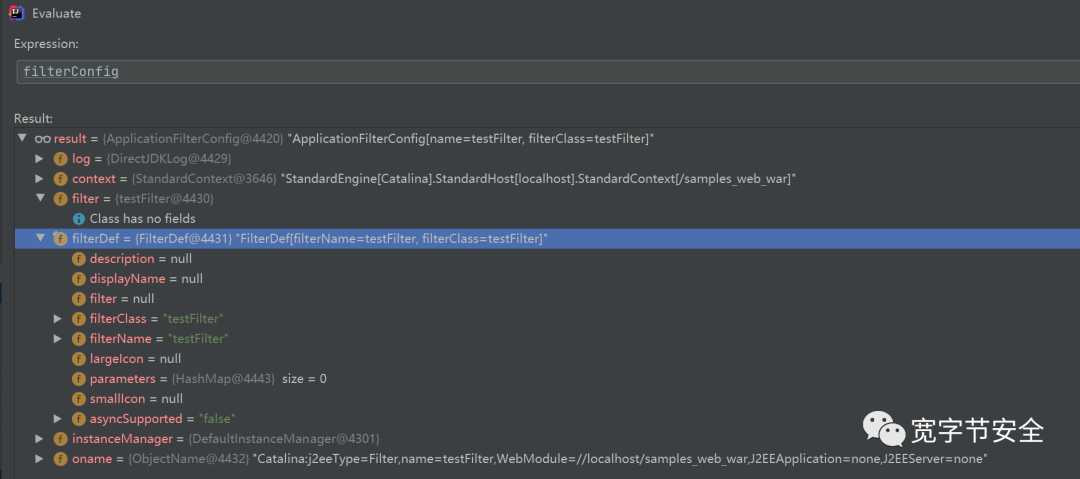 Evaluate
Expression:
filterConfig
Result:
result = {ApplicationFilterConfig@4420} "ApplicationFilterConfig[name=testFilter, filterClass=testFilter]"
log = {DirectJDKLog@4429}
context = {StandardContext@3646} "StandardEngine[Catalina].StandardHost[localhost].StandardContext[/samples_web_war]"
filter = {testFilter@4430}
Class has no fields
filterDef = {FilterDef@4431} "FilterDef[filterName=testFilter, filterClass=testFilter]"
description = null
displayName = null
filter = null
filterClass = "testFilter"
filterName = "testFilter"
largeIcon = null
parameters = {HashMap@4443} size = 0
smallIcon = null
asyncSupported = "false"
instanceManager = {DefaultInstanceManager@4301}
oname = {ObjectName@4432} "Catalina:j2eeType=Filter,name=testFilter,WebModule=//localhost/samples_web_war,J2EEApplication=none,J2EEServer=none"
宽字节安全